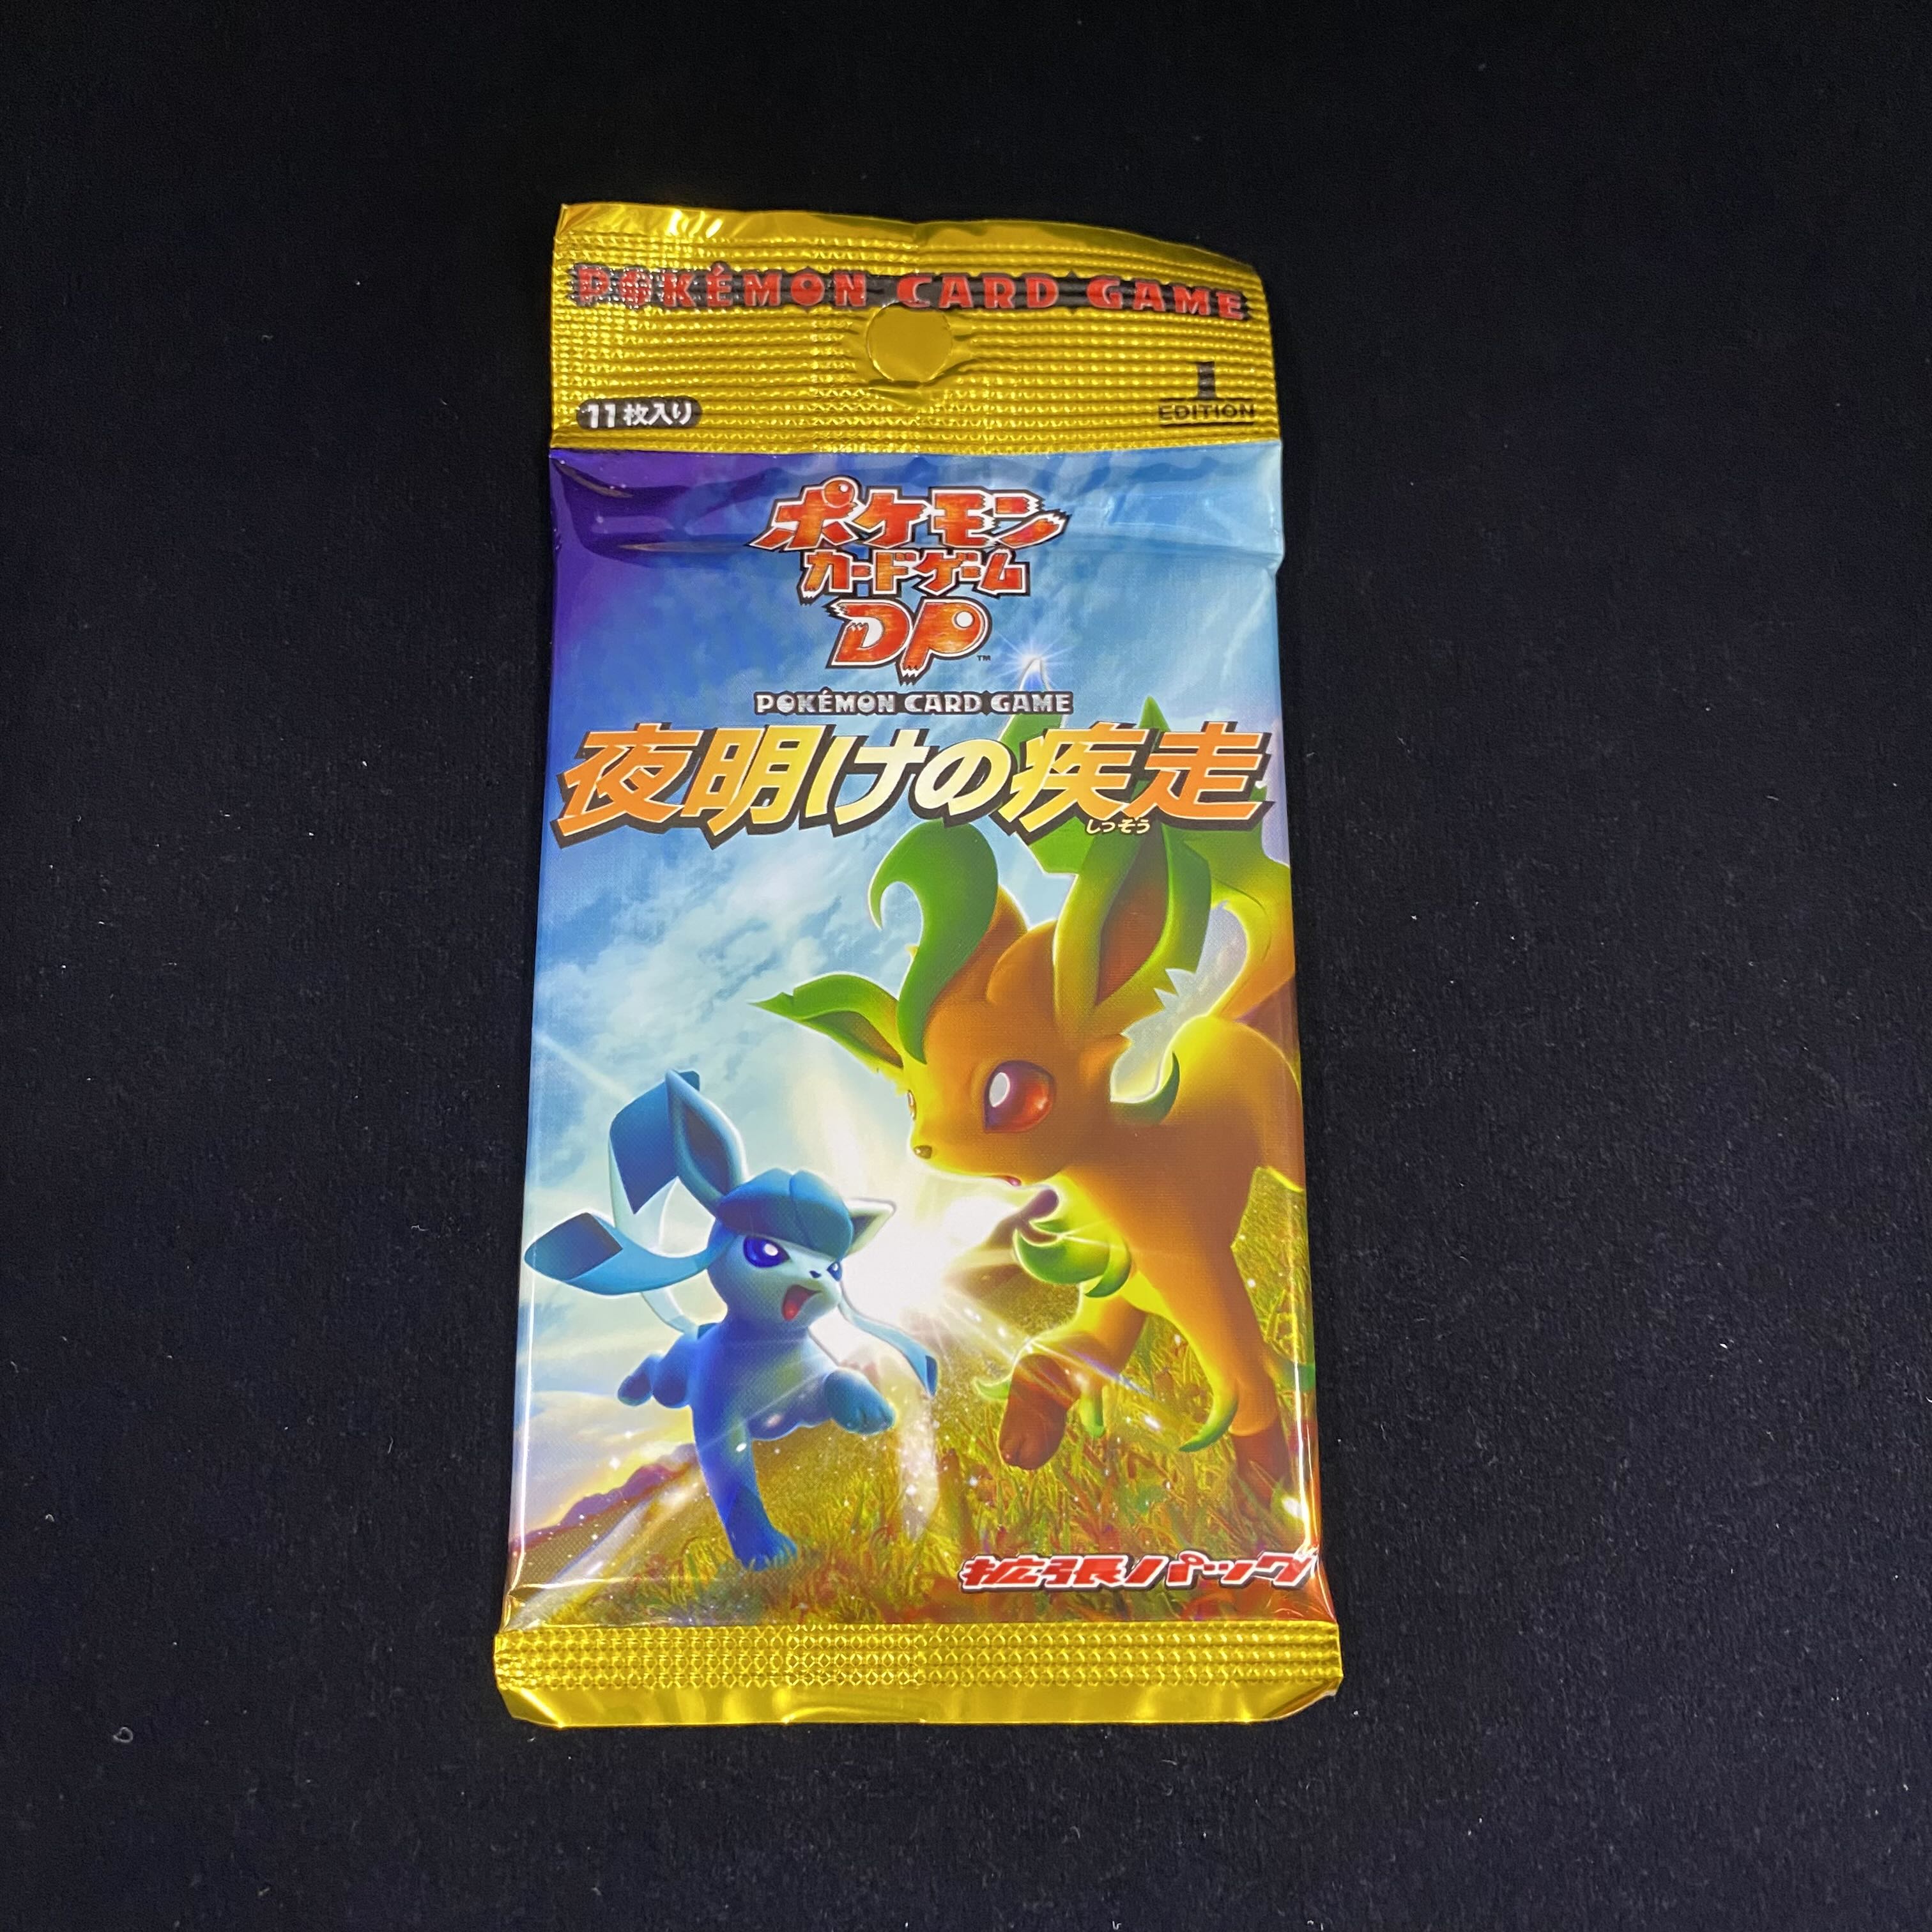 POKÉMON CARD GAME
11枚入り
1
EDITION
ポケモン
カードゲーム
DP™
POKÉMON CARD GAME
夜明けの疾走
しっそう
拡張パック